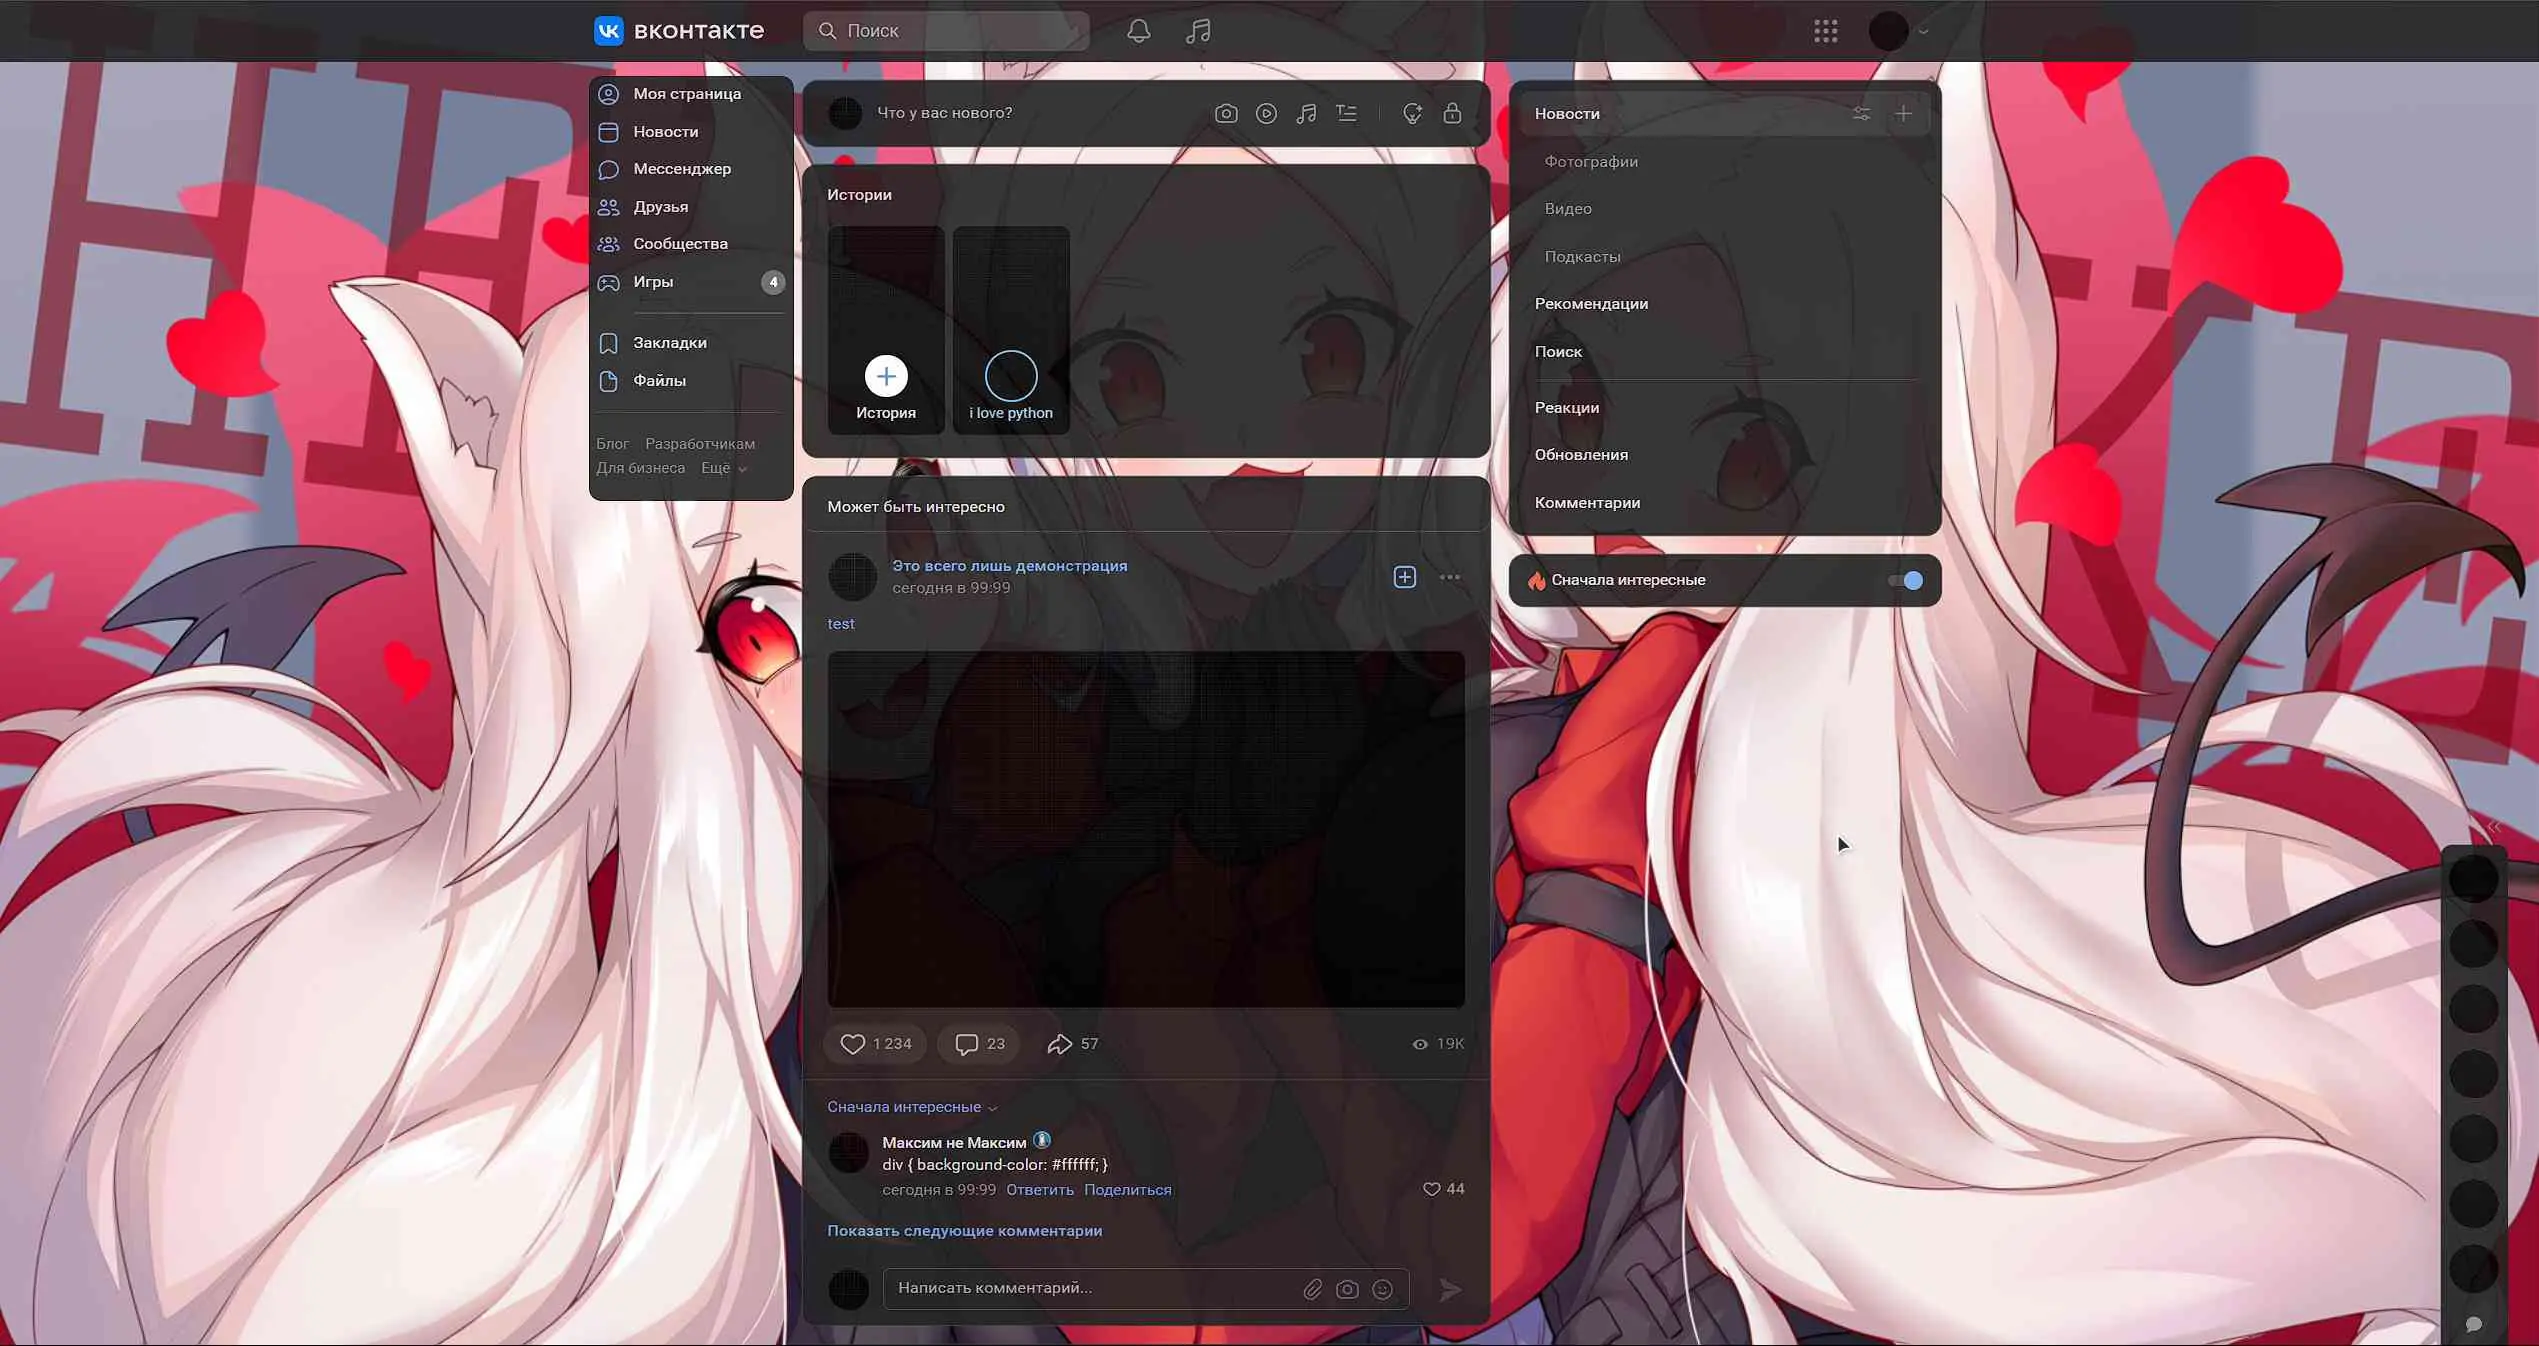 вконтакте
Поиск
Моя страница
Новости
Мессенджер
Друзья
Сообщества
Игры 4
Закладки
Файлы
Блог Разработчикам
Для бизнеса Ещё
Что у вас нового?
Истории
История
i love python
Может быть интересно
Это всего лишь демонстрация
сегодня в 99:99
test
1 234 23 57 19K
Сначала интересные
Максим не Максим
div { background-color: #ffffff; }
сегодня в 99:99 Ответить Поделиться 44
Показать следующие комментарии
Написать комментарий...
Новости
Фотографии
Видео
Подкасты
Рекомендации
Поиск
Реакции
Обновления
Комментарии
Сначала интересные